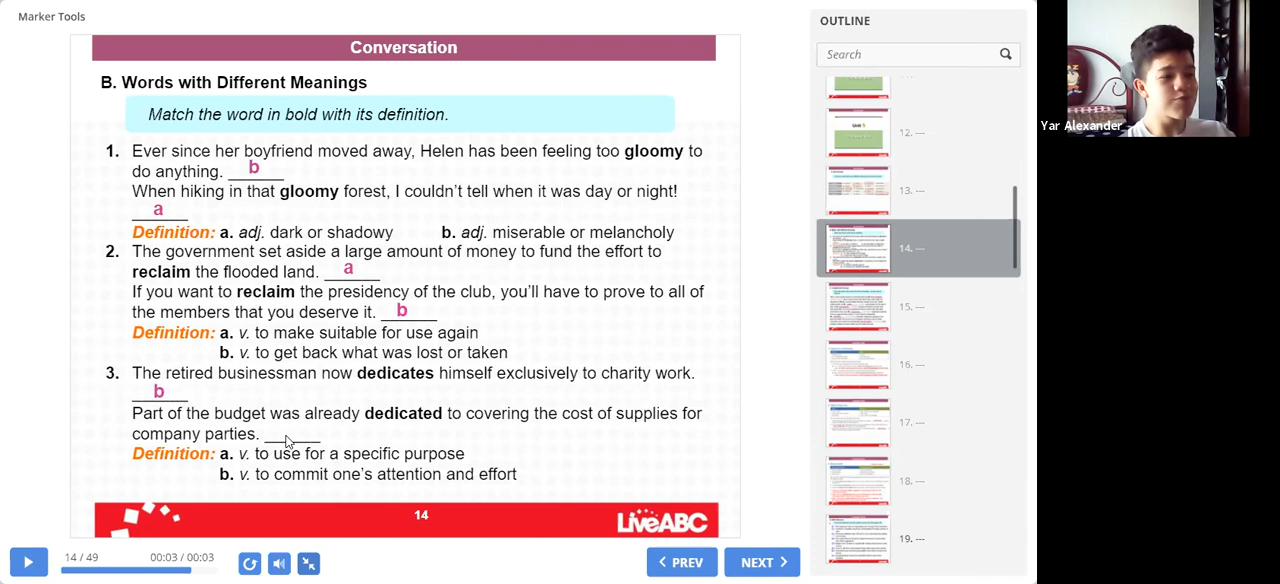 Marker Tools
Conversation
B. Words with Different Meanings
Match the word in bold with its definition.
1. Ever since her boyfriend moved away, Helen has been feeling too gloomy to
do anything. b
When hiking in that gloomy forest, I couldn't tell when it was day or night!
a
Definition: a. adj. dark or shadowy b. adj. miserable or melancholy
2. The government set aside a large amount of money to fund the effort to
reclaim the flooded land. a
If you want to reclaim the presidency of the club, you'll have to prove to all of
the members that you deserve it. b
Definition: a. v. to make suitable for use again
b. v. to get back what was lost or taken
3. The retired businessman now dedicates himself exclusively to charity work.
b
Part of the budget was already dedicated to covering the cost of supplies for
company parties. ______
Definition: a. v. to use for a specific purpose
b. v. to commit one's attention and effort
14
LiveABC
14 / 49
00:03
PREV
NEXT
OUTLINE
Search
12. —
13. —
14. —
15. —
16. —
17. —
18. —
19. —
Yar Alexander